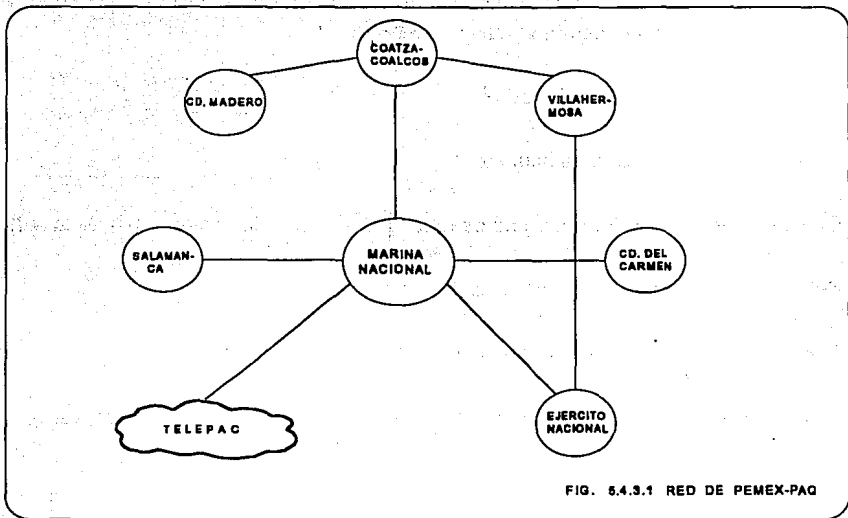 COATZA-
COALCOS
CD. MADERO
VILLAHER-
MOSA
SALAMAN-
CA
MARINA
NACIONAL
CD. DEL
CARMEN
TELEPAC
EJERCITO
NACIONAL
FIG. 5.4.3.1 RED DE PEMEX-PAQ